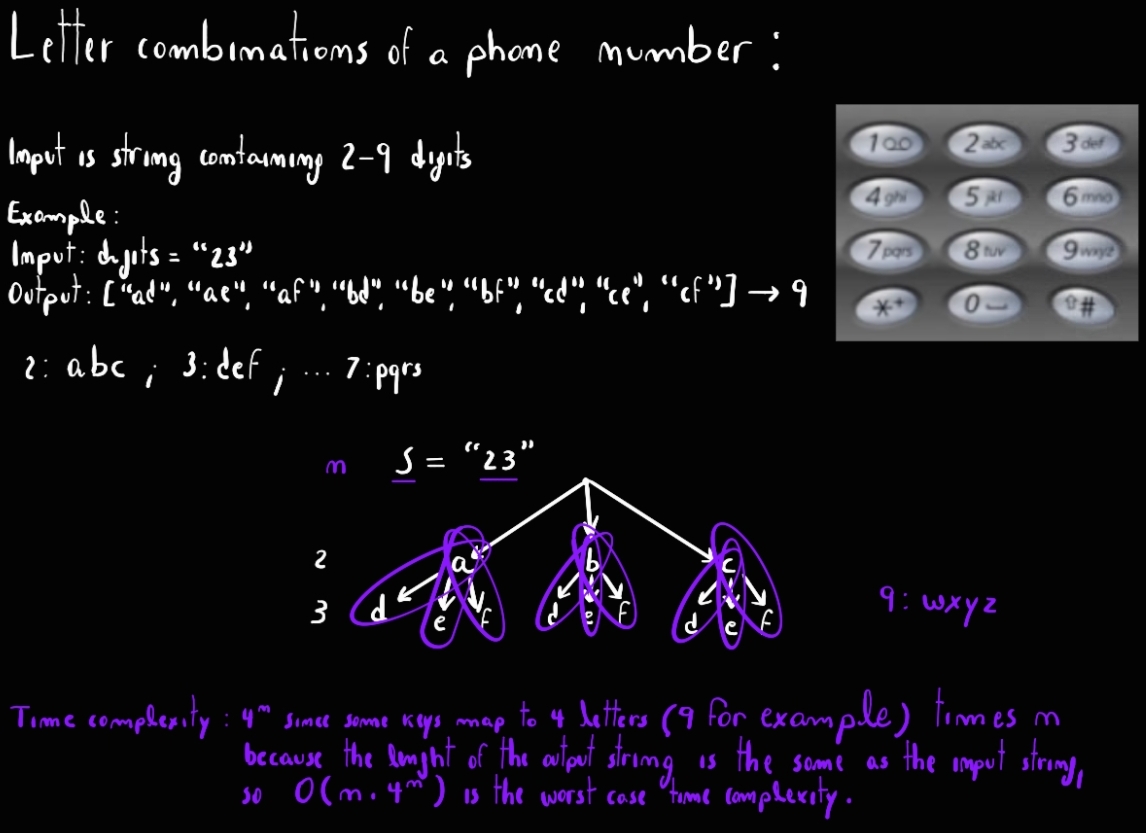 Letter combinations of a phone number:
Input is string containing 2-9 digits
Example:
Input: digits = "23"
Output: ["ad", "ae", "af", "bd", "be", "bf", "cd", "ce", "cf"] → 9
2: abc ; 3: def ; ... 7: pqrs
1 2 abc 3 def
4 ghi 5 jkl 6 mno
7 pqrs 8 tuv 9 wxyz
*+ 0 #
n S = "23"
2 a b c
3 d e f d e f d e f
9: wxyz
Time complexity: 4ⁿ since some keys map to 4 letters (9 for example) times n
because the lenght of the output string is the same as the input string,
so O(n · 4ⁿ) is the worst case time complexity.